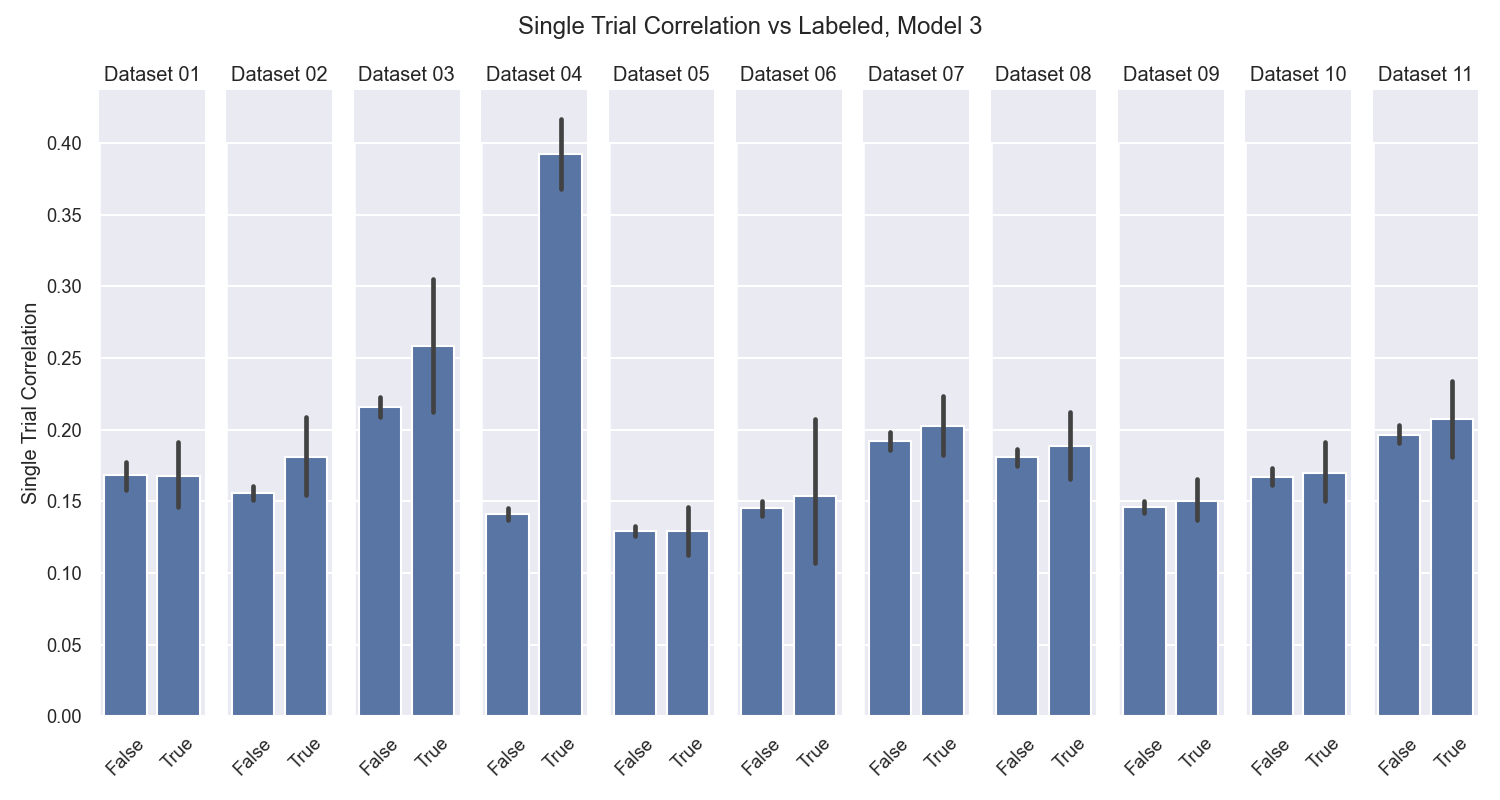 Single Trial Correlation vs Labeled, Model 3
Dataset 01 Dataset 02 Dataset 03 Dataset 04 Dataset 05 Dataset 06 Dataset 07 Dataset 08 Dataset 09 Dataset 10 Dataset 11
Single Trial Correlation
0.40
0.35
0.30
0.25
0.20
0.15
0.10
0.05
0.00
False True False True False True False True False True False True False True False True False True False True False True